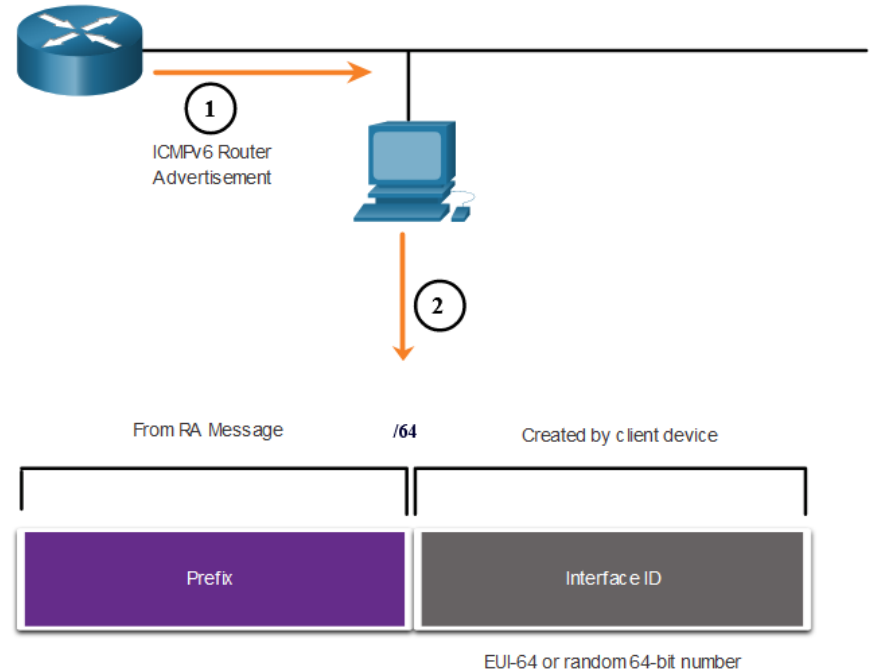 1
ICMPv6 Router
Advertisement
2
From RA Message
/64
Created by client device
Prefix
Interface ID
EUI-64 or random 64-bit number